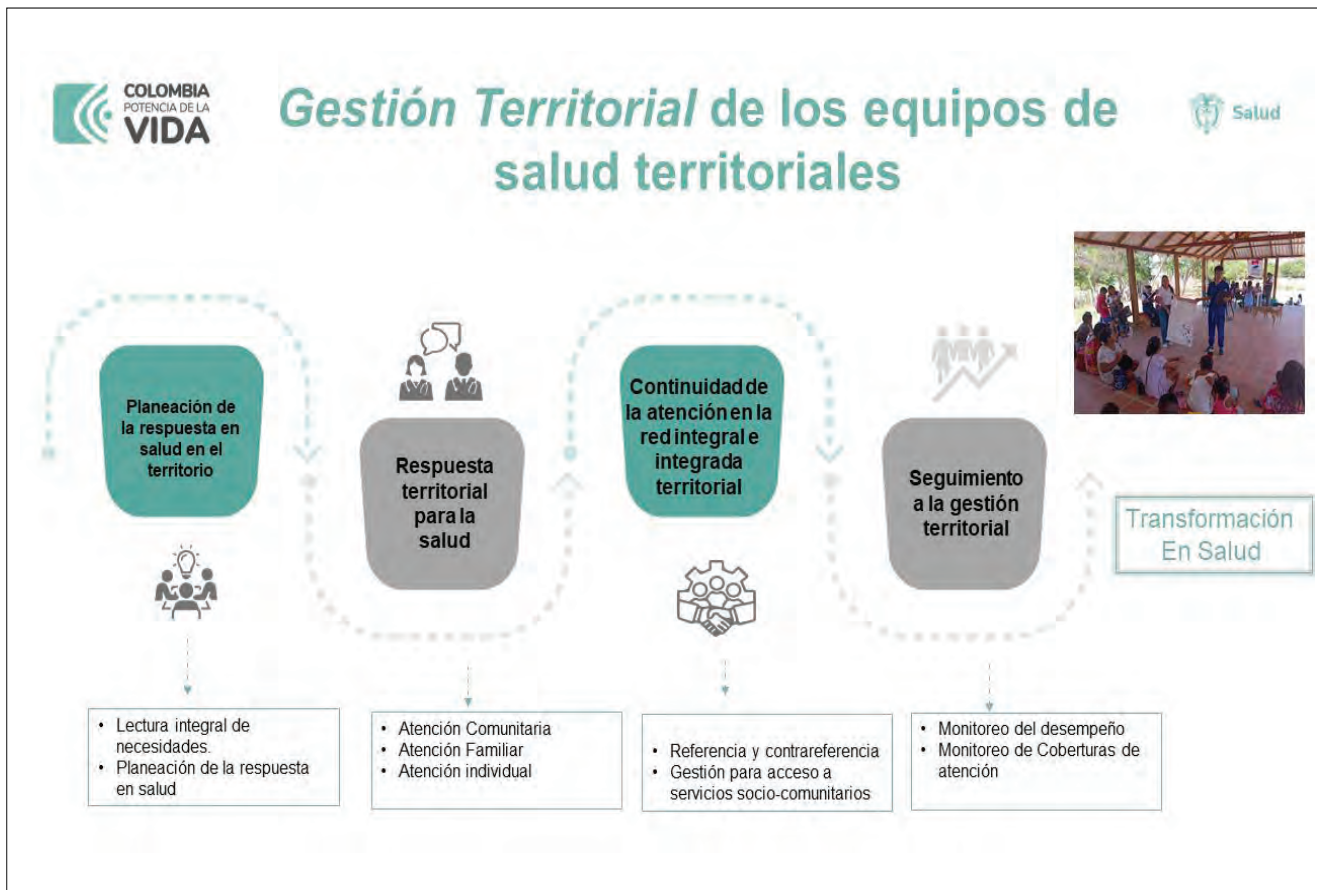 COLOMBIA
POTENCIA DE LA
VIDA
Gestión Territorial de los equipos de
salud territoriales
Salud
Planeación de
la respuesta en
salud en el
territorio
Respuesta
territorial
para la
salud
Continuidad de
la atención en la
red integral e
integrada
territorial
Seguimiento
a la gestión
territorial
Transformación
En Salud
• Lectura integral de
necesidades.
• Planeación de la respuesta
en salud
• Atención Comunitaria
• Atención Familiar
• Atención individual
• Referencia y contrareferencia
• Gestión para acceso a
servicios socio-comunitarios
• Monitoreo del desempeño
• Monitoreo de Coberturas de
atención